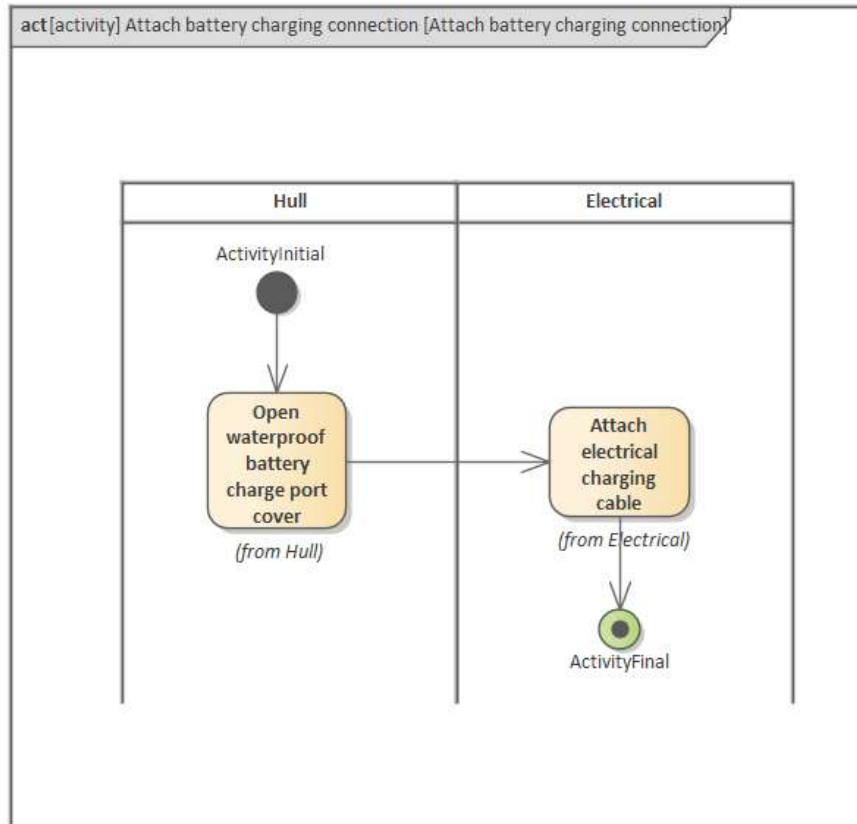 act [activity] Attach battery charging connection [Attach battery charging connection]
Hull
Electrical
ActivityInitial
Open
waterproof
battery
charge port
cover
(from Hull)
Attach
electrical
charging
cable
(from Electrical)
ActivityFinal